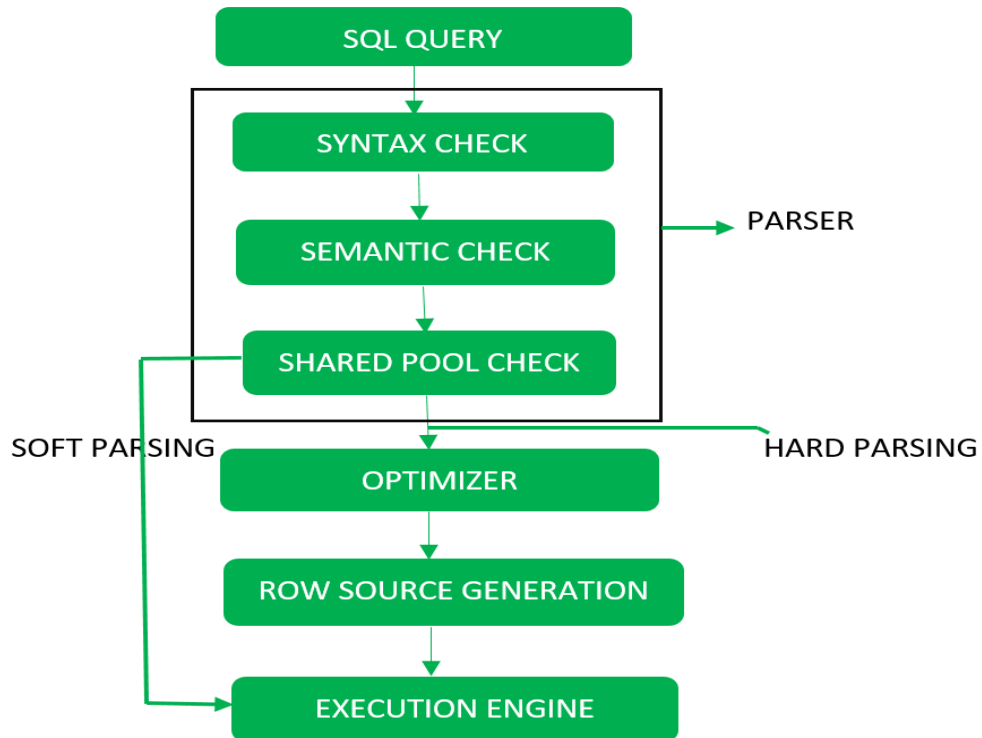 SQL QUERY
SYNTAX CHECK
SEMANTIC CHECK
PARSER
SHARED POOL CHECK
SOFT PARSING
HARD PARSING
OPTIMIZER
ROW SOURCE GENERATION
EXECUTION ENGINE